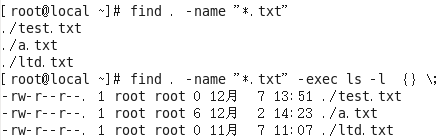 [root@local ~]# find . -name "*.txt"
./test.txt
./a.txt
./ltd.txt
[root@local ~]# find . -name "*.txt" -exec ls -l {} \;
-rw-r--r--. 1 root root 0 12月  7 13:51 ./test.txt
-rw-r--r--. 1 root root 6 12月  2 14:23 ./a.txt
-rw-r--r--. 1 root root 0 11月  7 11:07 ./ltd.txt